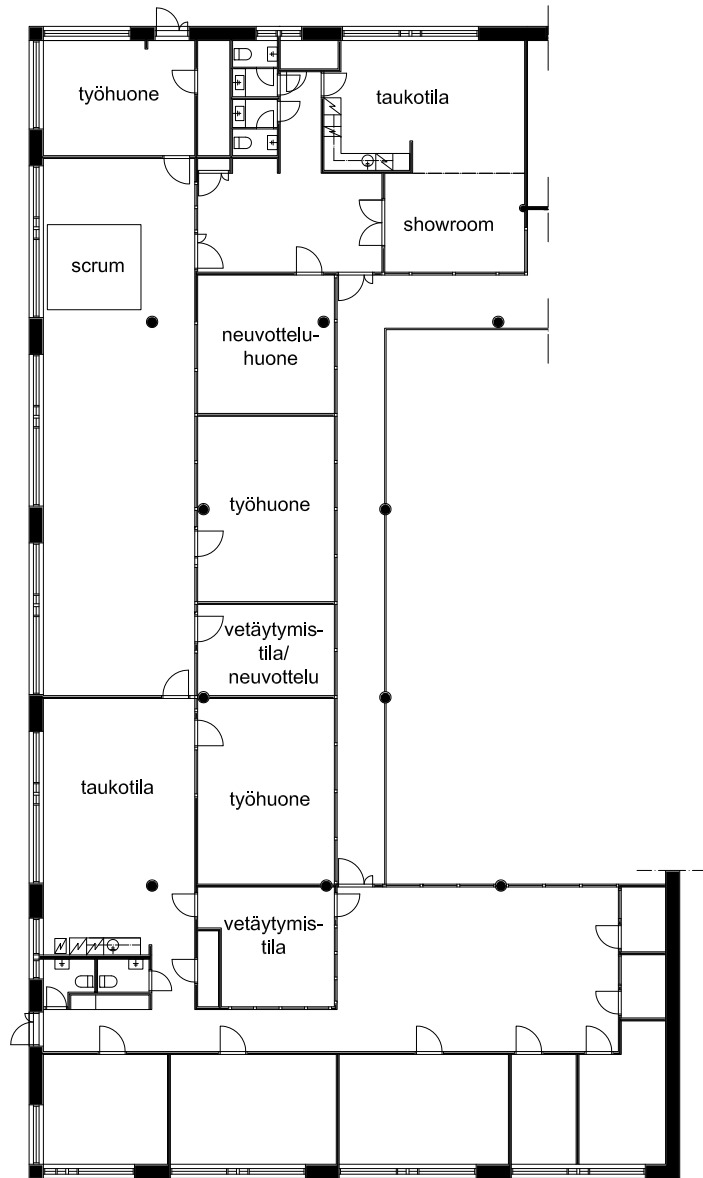 työhuone
taukotila
showroom
scrum
neuvottelu-
huone
työhuone
vetäytymis-
tila/
neuvottelu
taukotila
työhuone
vetäytymis-
tila